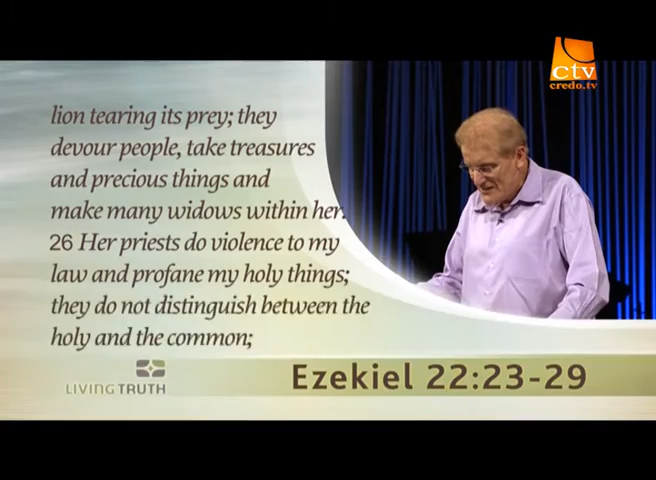 ctv
credo.tv
lion tearing its prey; they
devour people, take treasures
and precious things and
make many widows within her.
26 Her priests do violence to my
law and profane my holy things;
they do not distinguish between the
holy and the common;
LIVING TRUTH
Ezekiel 22:23-29